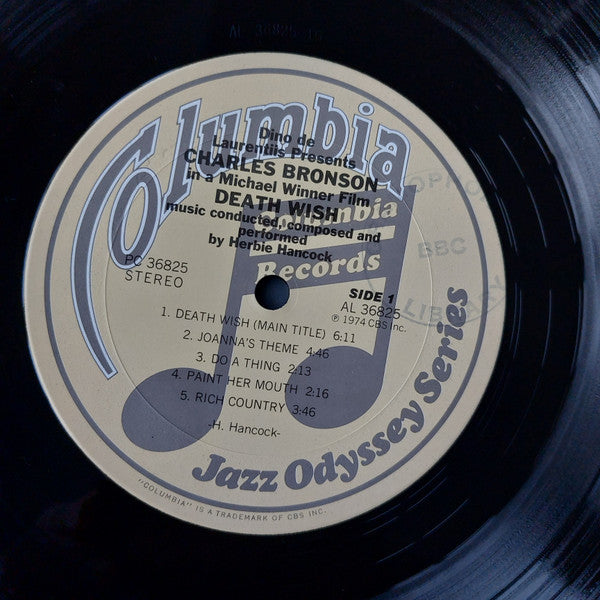 AL 36825 1G
Columbia
Dino de
Laurentiis Presents
CHARLES BRONSON
in a Michael Winner Film
DEATH WISH
music conducted, composed and
performed
by Herbie Hancock
Columbia
Records
PC 36825
STEREO
SIDE 1
AL 36825
℗ 1974 CBS Inc.
1. DEATH WISH (MAIN TITLE) 6:11
2. JOANNA'S THEME 4:46
3. DO A THING 2:13
4. PAINT HER MOUTH 2:16
5. RICH COUNTRY 3:46
-H. Hancock-
BBC
LIBRARY
Jazz Odyssey Series
"COLUMBIA" IS A TRADEMARK OF CBS INC.